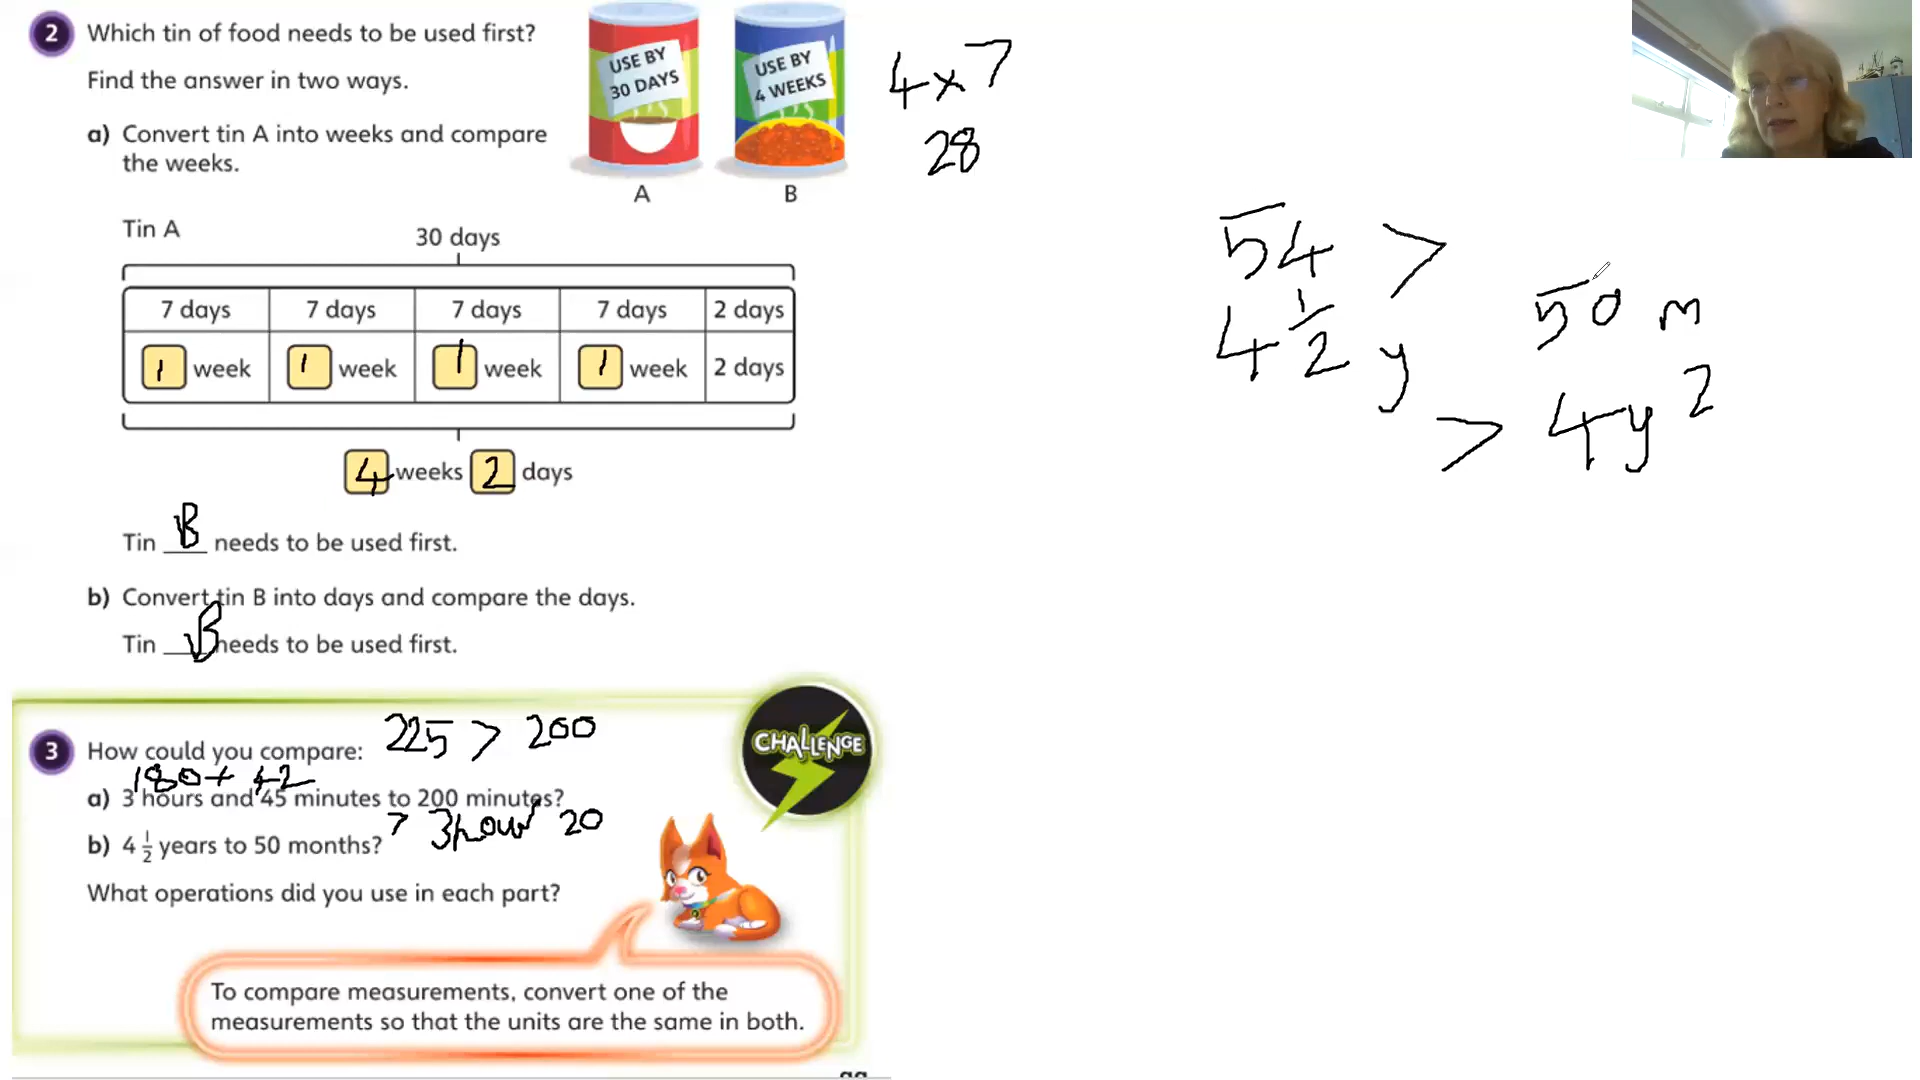 2 Which tin of food needs to be used first?
Find the answer in two ways.
a) Convert tin A into weeks and compare
the weeks.
USE BY
30 DAYS
USE BY
4 WEEKS
A B
4 x 7
28
Tin A
30 days
7 days 7 days 7 days 7 days 2 days
1 week 1 week 1 week 1 week 2 days
4 weeks 2 days
Tin B needs to be used first.
b) Convert tin B into days and compare the days.
Tin B needs to be used first.
54 > 50 m
4 1/2 y > 4y 2
CHALLENGE
225 > 200
3 How could you compare:
180 + 42
a) 3 hours and 45 minutes to 200 minutes?
> 3hour 20
b) 4 1/2 years to 50 months?
What operations did you use in each part?
To compare measurements, convert one of the
measurements so that the units are the same in both.